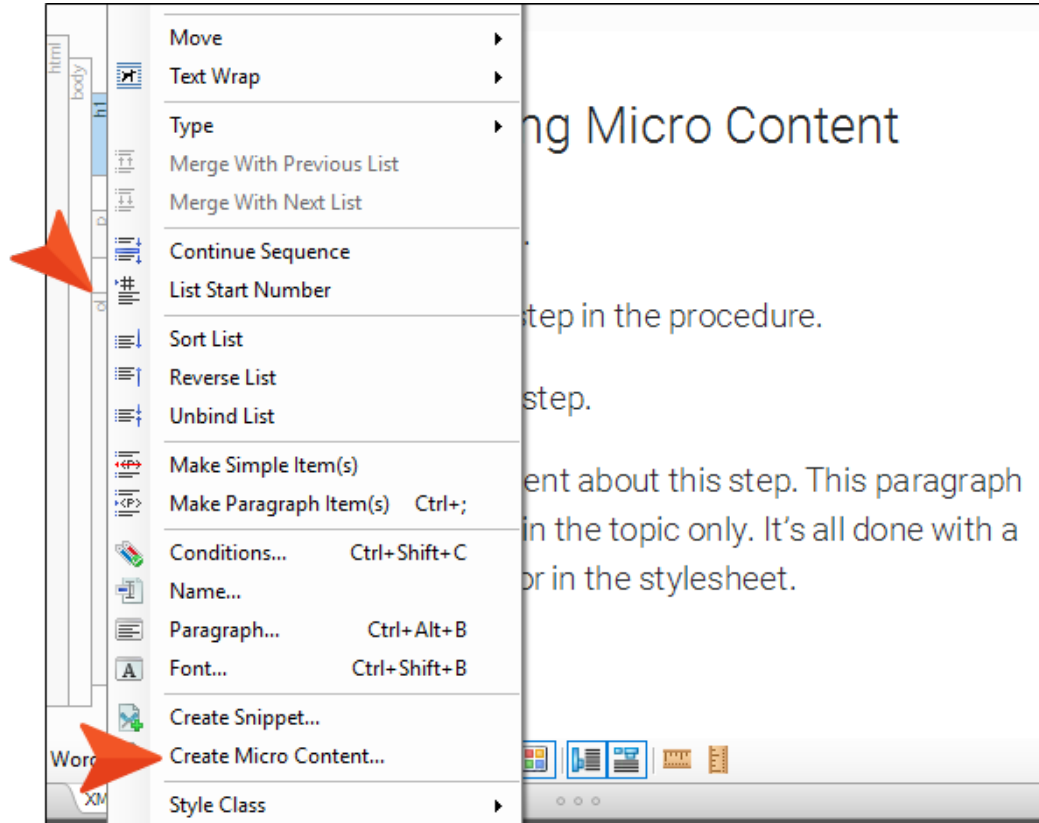 html
body
h1
p
ol
Move
Text Wrap
Type
Merge With Previous List
Merge With Next List
Continue Sequence
List Start Number
Sort List
Reverse List
Unbind List
Make Simple Item(s)
Make Paragraph Item(s) Ctrl+;
Conditions... Ctrl+Shift+C
Name...
Paragraph... Ctrl+Alt+B
Font... Ctrl+Shift+B
Create Snippet...
Create Micro Content...
Style Class
ng Micro Content
.
step in the procedure.
step.
ent about this step. This paragraph
in the topic only. It’s all done with a
or in the stylesheet.
Word
XM